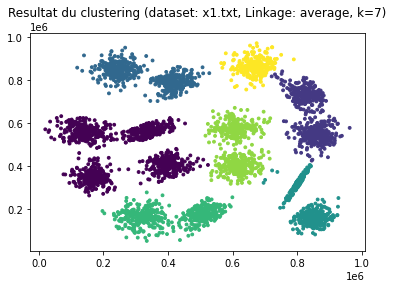 Resultat du clustering (dataset: x1.txt, Linkage: average, k=7)
1e6
1.0
0.8
0.6
0.4
0.2
0.0 0.2 0.4 0.6 0.8 1.0
1e6